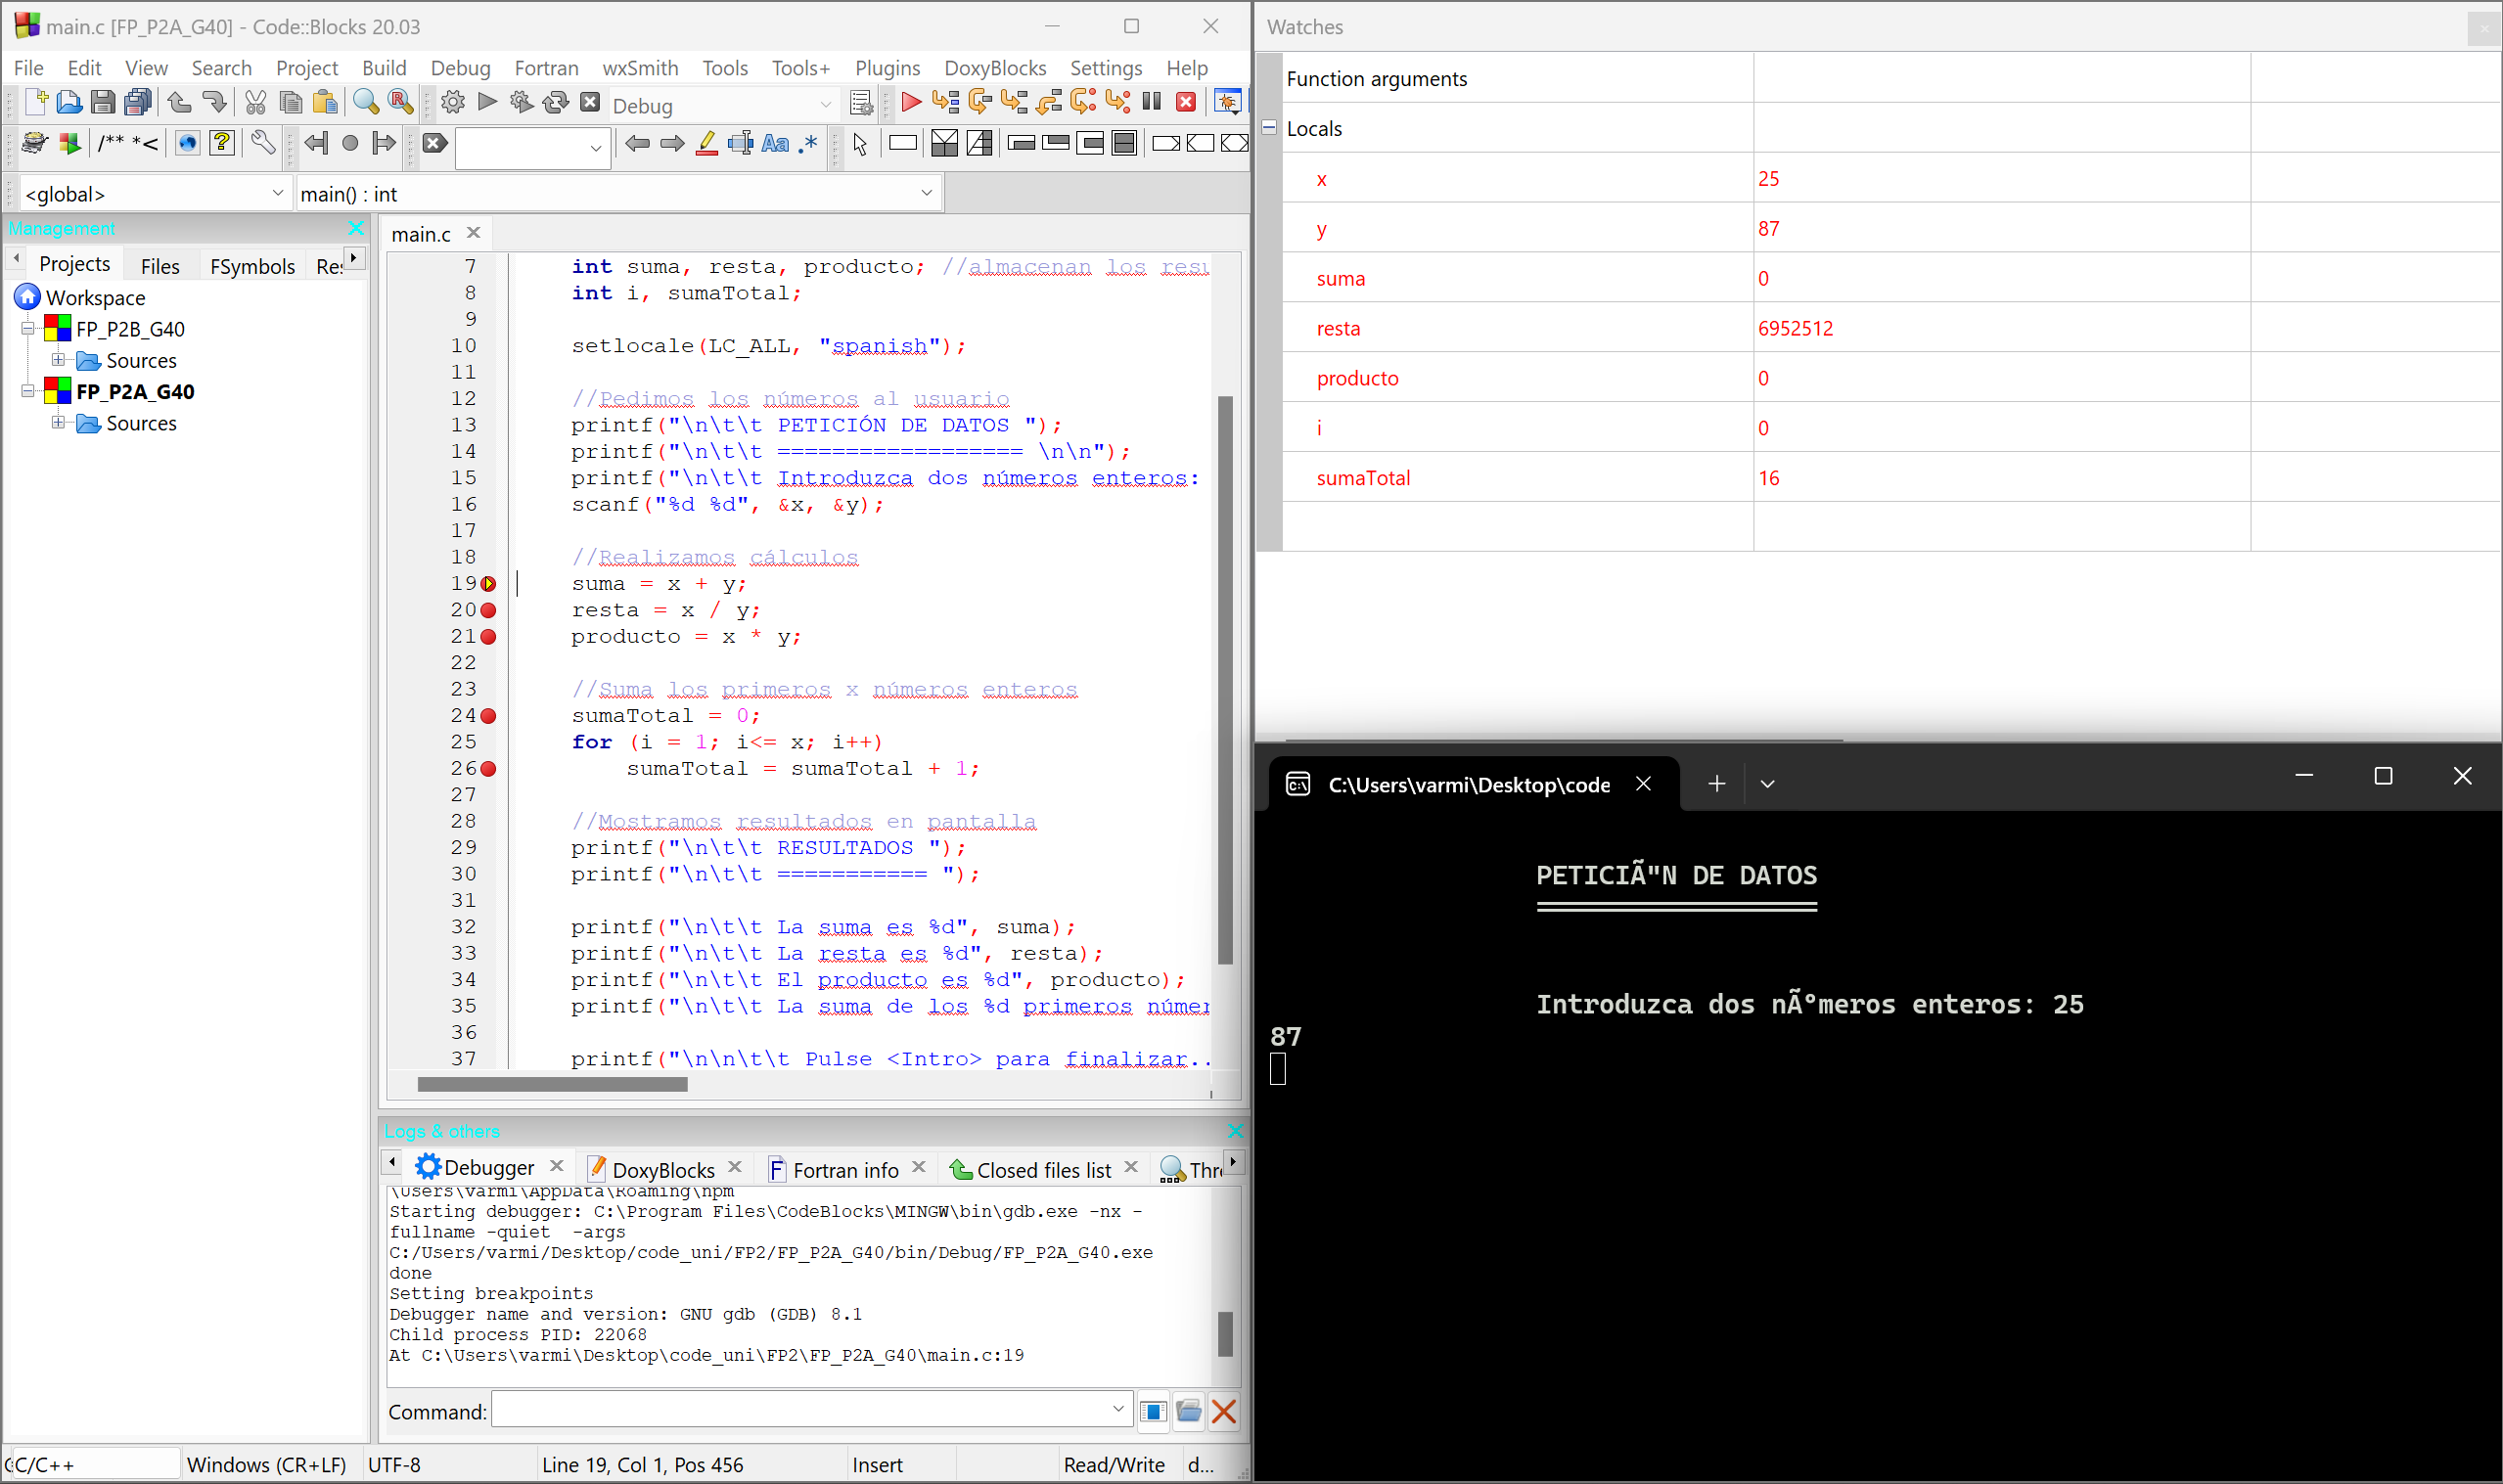 main.c [FP_P2A_G40] - Code::Blocks 20.03
File Edit View Search Project Build Debug Fortran wxSmith Tools Tools+ Plugins DoxyBlocks Settings Help
Debug
/** *<
Aa .*
<global> main() : int
Management
Projects Files FSymbols Res
Workspace
FP_P2B_G40
Sources
FP_P2A_G40
Sources
main.c
7 int suma, resta, producto; //almacenan los resu
8 int i, sumaTotal;
9
10 setlocale(LC_ALL, "spanish");
11
12 //Pedimos los números al usuario
13 printf("\n\t\t PETICIÓN DE DATOS ");
14 printf("\n\t\t ================== \n\n");
15 printf("\n\t\t Introduzca dos números enteros:
16 scanf("%d %d", &x, &y);
17
18 //Realizamos cálculos
19 suma = x + y;
20 resta = x / y;
21 producto = x * y;
22
23 //Suma los primeros x números enteros
24 sumaTotal = 0;
25 for (i = 1; i<= x; i++)
26 sumaTotal = sumaTotal + 1;
27
28 //Mostramos resultados en pantalla
29 printf("\n\t\t RESULTADOS ");
30 printf("\n\t\t =========== ");
31
32 printf("\n\t\t La suma es %d", suma);
33 printf("\n\t\t La resta es %d", resta);
34 printf("\n\t\t El producto es %d", producto);
35 printf("\n\t\t La suma de los %d primeros númer
36
37 printf("\n\n\t\t Pulse <Intro> para finalizar..
Logs & others
Debugger DoxyBlocks Fortran info Closed files list Thre
\Users\varmi\AppData\Roaming\npm
Starting debugger: C:\Program Files\CodeBlocks\MINGW\bin\gdb.exe -nx -
fullname -quiet  -args
C:/Users/varmi/Desktop/code_uni/FP2/FP_P2A_G40/bin/Debug/FP_P2A_G40.exe
done
Setting breakpoints
Debugger name and version: GNU gdb (GDB) 8.1
Child process PID: 22068
At C:\Users\varmi\Desktop\code_uni\FP2\FP_P2A_G40\main.c:19
Command:
C/C++ Windows (CR+LF) UTF-8 Line 19, Col 1, Pos 456 Insert Read/Write d...
Watches
Function arguments
Locals
x 25
y 87
suma 0
resta 6952512
producto 0
i 0
sumaTotal 16
C:\Users\varmi\Desktop\code
PETICIÃ"N DE DATOS
==================
Introduzca dos nÃºmeros enteros: 25
87